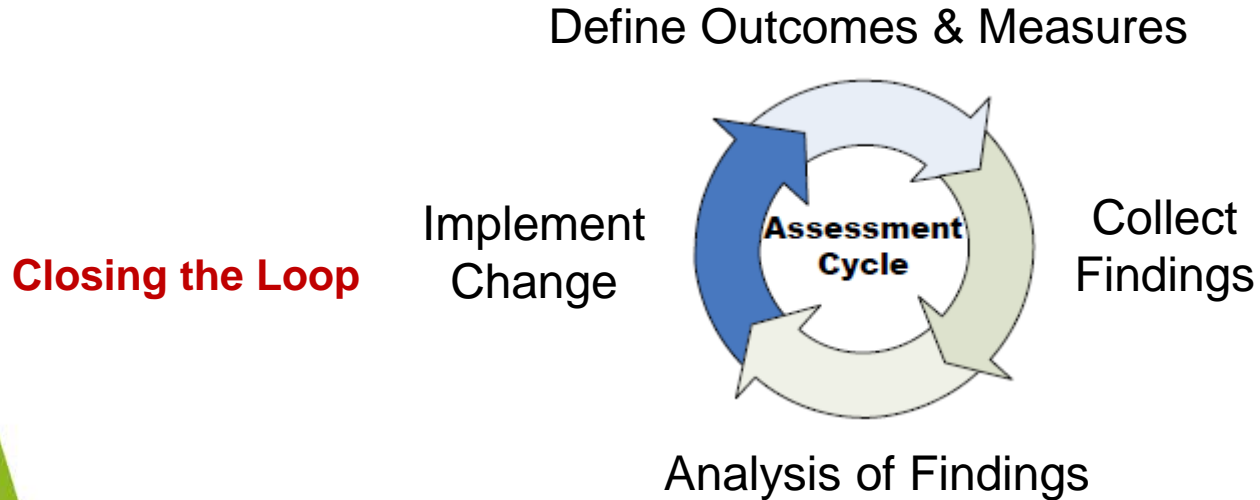 Define Outcomes & Measures
Implement
Change
Closing the Loop
Assessment
Cycle
Collect
Findings
Analysis of Findings